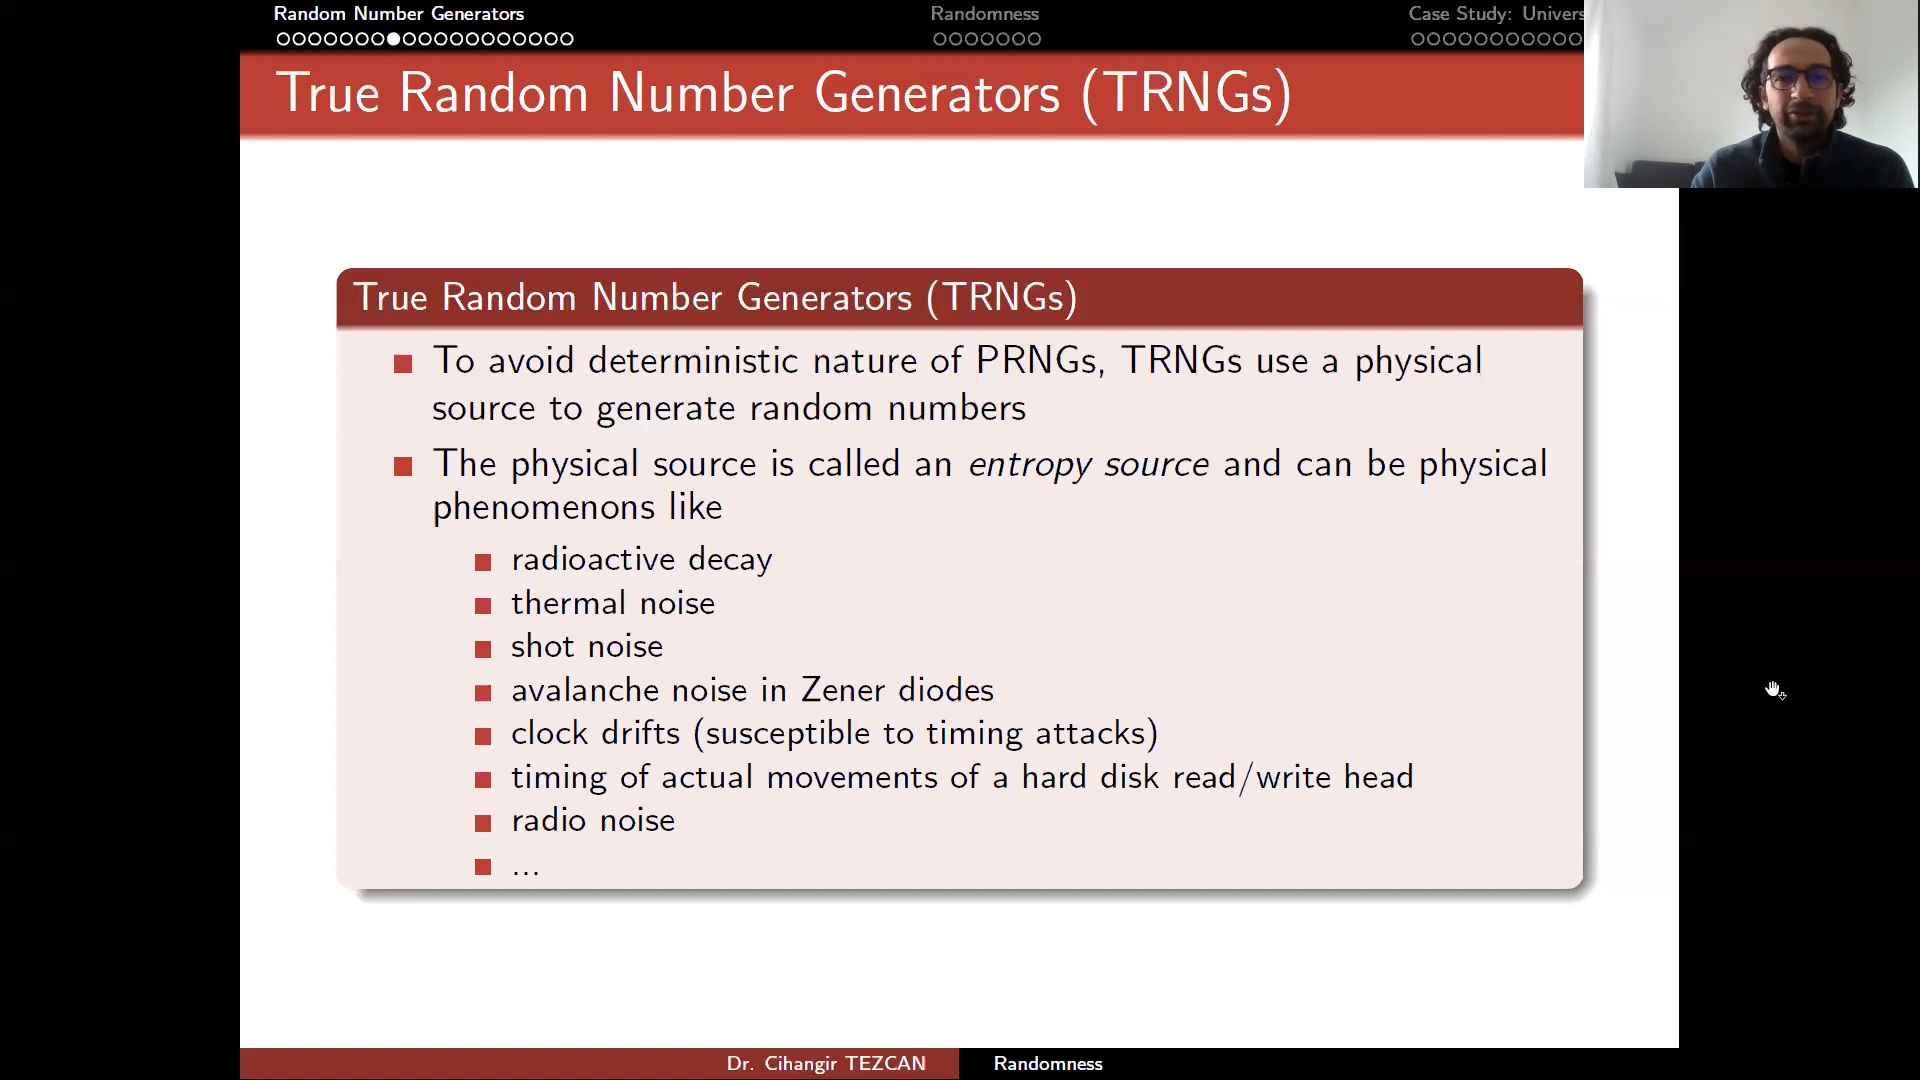 Random Number Generators
Randomness
Case Study: Univers
True Random Number Generators (TRNGs)
True Random Number Generators (TRNGs)
To avoid deterministic nature of PRNGs, TRNGs use a physical
source to generate random numbers
The physical source is called an entropy source and can be physical
phenomenons like
radioactive decay
thermal noise
shot noise
avalanche noise in Zener diodes
clock drifts (susceptible to timing attacks)
timing of actual movements of a hard disk read/write head
radio noise
...
Dr. Cihangir TEZCAN
Randomness